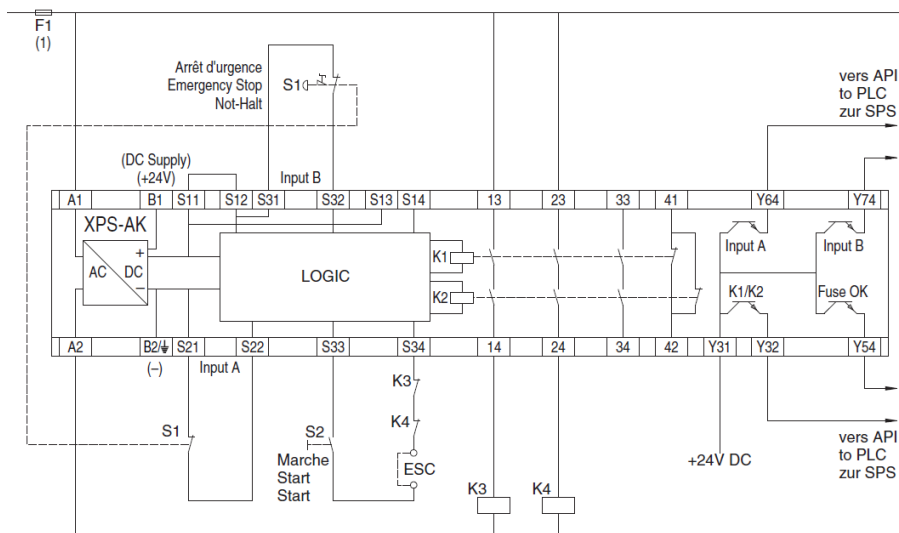 F1
(1)
Arrêt d'urgence
Emergency Stop
Not-Halt
S1
vers API
to PLC
zur SPS
(DC Supply)
(+24V)
Input B
A1 B1 S11 S12 S31 S32 S13 S14 13 23 33 41 Y64 Y74
XPS-AK
AC DC + –
LOGIC
K1
K2
Input A
Input B
K1/K2
Fuse OK
A2 B2/ S21 S22 S33 S34 14 24 34 42 Y31 Y32 Y54
(–)
Input A
K3
K4
S1
S2
Marche
Start
Start
ESC
K3
K4
+24V DC
vers API
to PLC
zur SPS